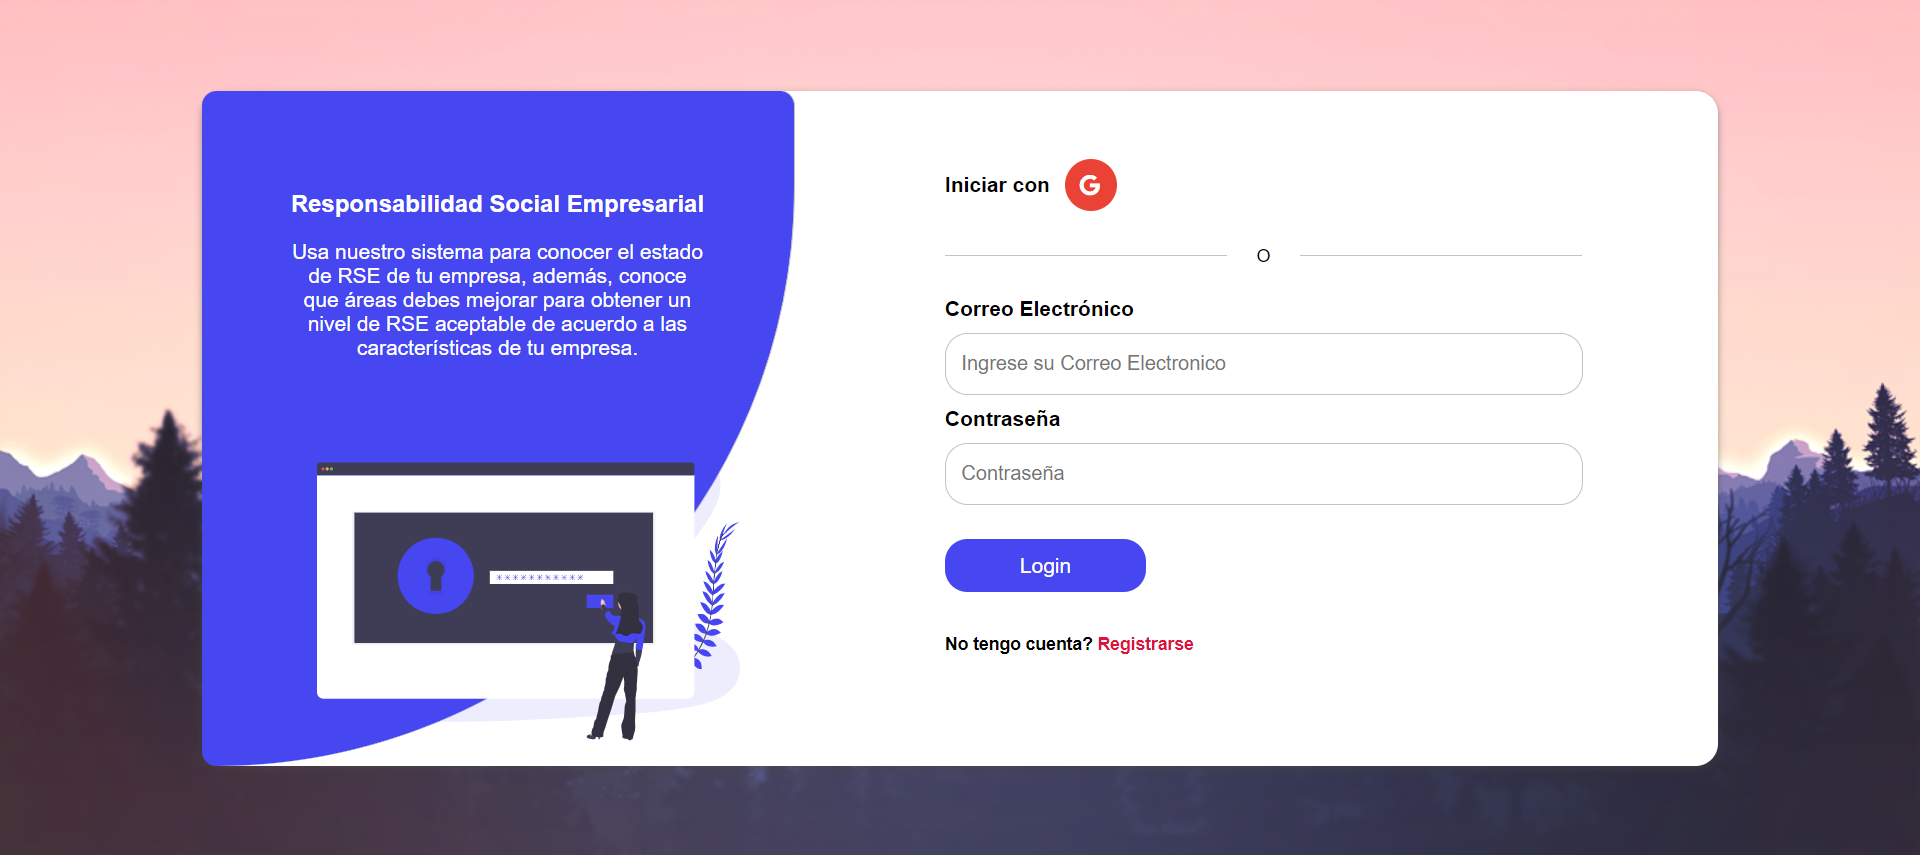 Responsabilidad Social Empresarial
Usa nuestro sistema para conocer el estado
de RSE de tu empresa, además, conoce
que áreas debes mejorar para obtener un
nivel de RSE aceptable de acuerdo a las
características de tu empresa.
***********
Iniciar con G
O
Correo Electrónico
Ingrese su Correo Electronico
Contraseña
Contraseña
Login
No tengo cuenta? Registrarse